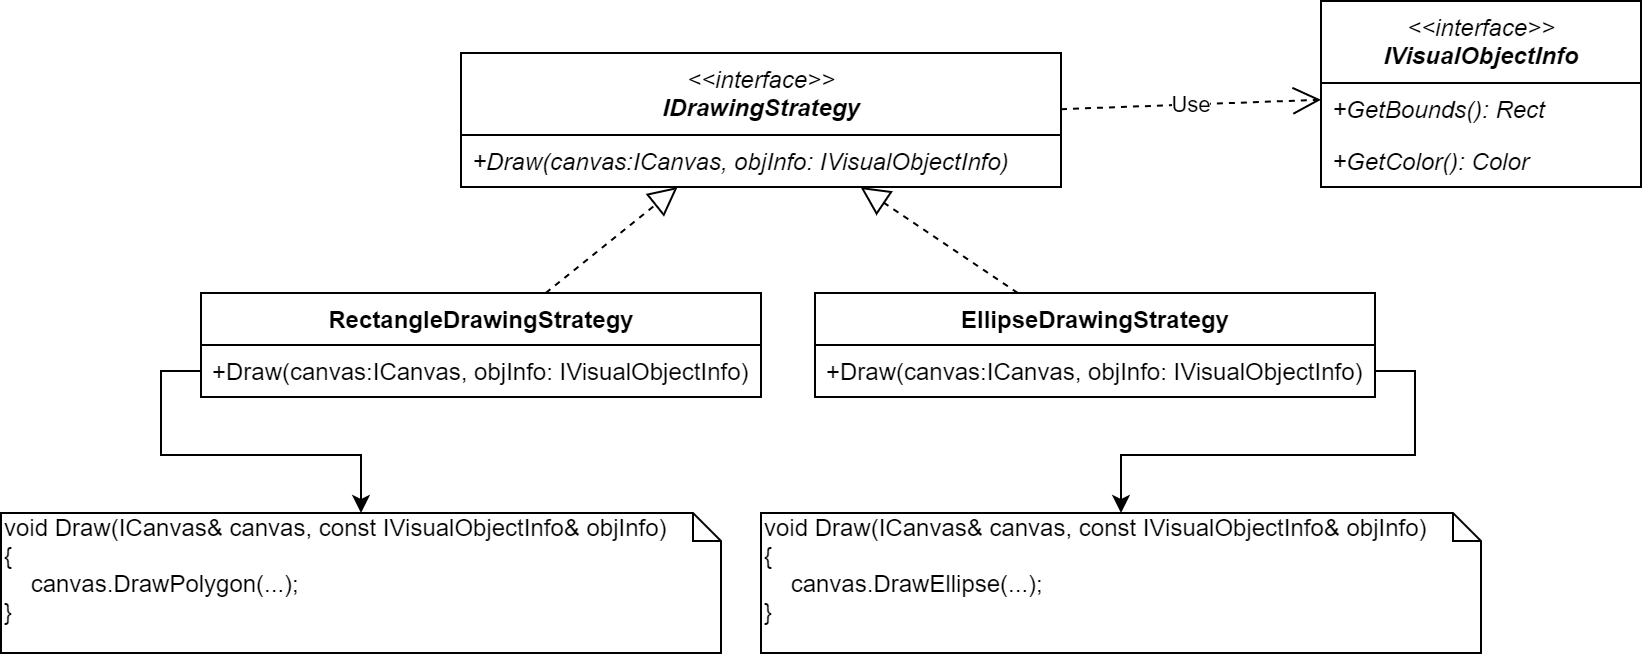 <<interface>>
IVisualObjectInfo
+GetBounds(): Rect
+GetColor(): Color
<<interface>>
IDrawingStrategy
+Draw(canvas:ICanvas, objInfo: IVisualObjectInfo)
Use
RectangleDrawingStrategy
+Draw(canvas:ICanvas, objInfo: IVisualObjectInfo)
EllipseDrawingStrategy
+Draw(canvas:ICanvas, objInfo: IVisualObjectInfo)
void Draw(ICanvas& canvas, const IVisualObjectInfo& objInfo)
{
canvas.DrawPolygon(...);
}
void Draw(ICanvas& canvas, const IVisualObjectInfo& objInfo)
{
canvas.DrawEllipse(...);
}